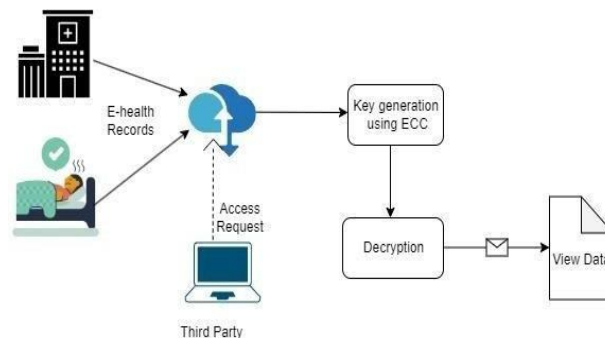 E-health
Records
Key generation
using ECC
Access
Request
Decryption
View Data
Third Party